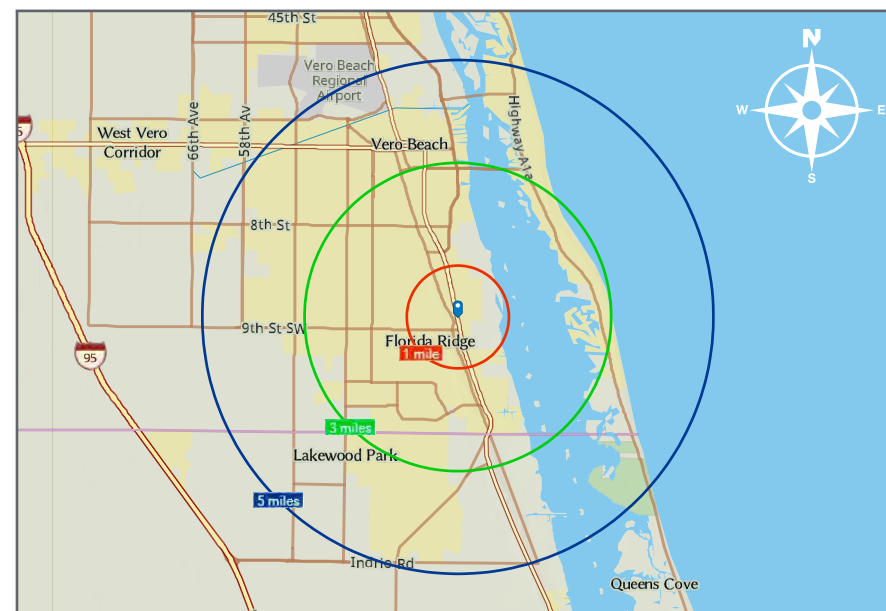 45th St
Vero Beach
Regional
Airport
N
W
E
S
66th Ave
58th Av
Highway A1a
5
West Vero
Corridor
Vero Beach
8th St
9th St SW
Florida Ridge
1 mile
95
3 miles
Lakewood Park
5 miles
Indrio Rd
Queens Cove